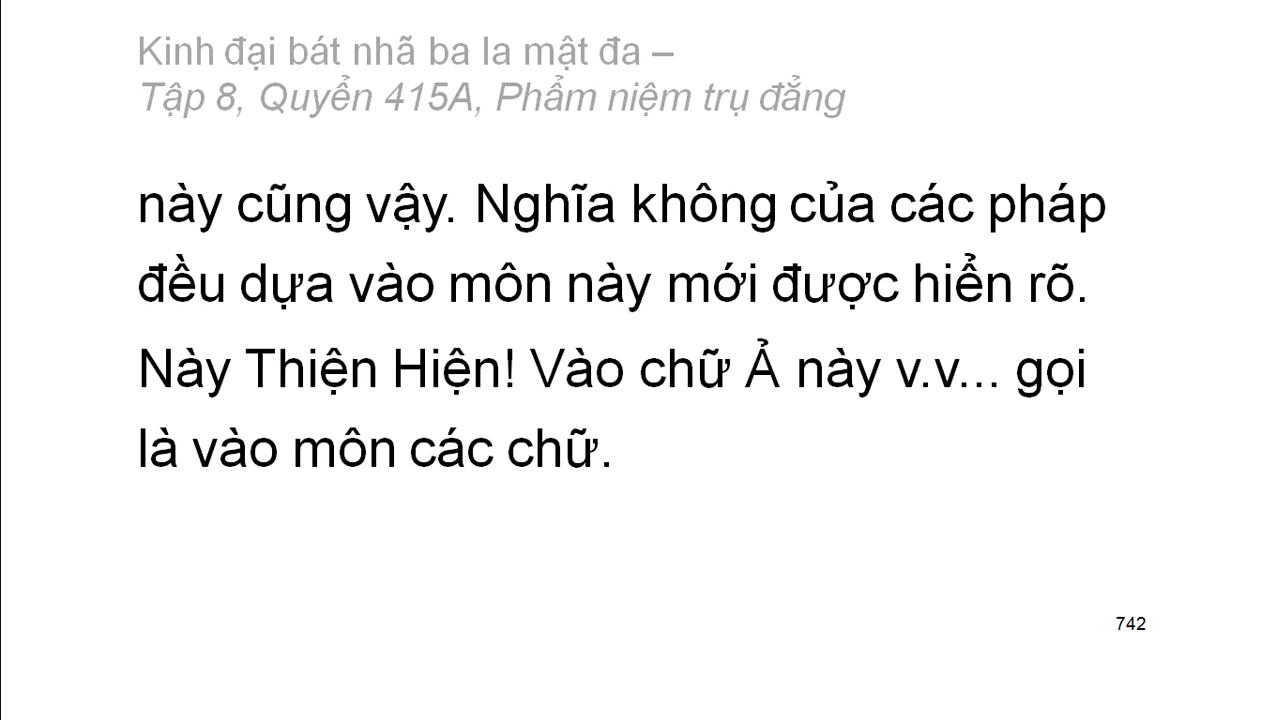 Kinh đại bát nhã ba la mật đa –
Tập 8, Quyển 415A, Phẩm niệm trụ đẳng
này cũng vậy. Nghĩa không của các pháp
đều dựa vào môn này mới được hiển rõ.
Này Thiện Hiện! Vào chữ Ả này v.v... gọi
là vào môn các chữ.
742